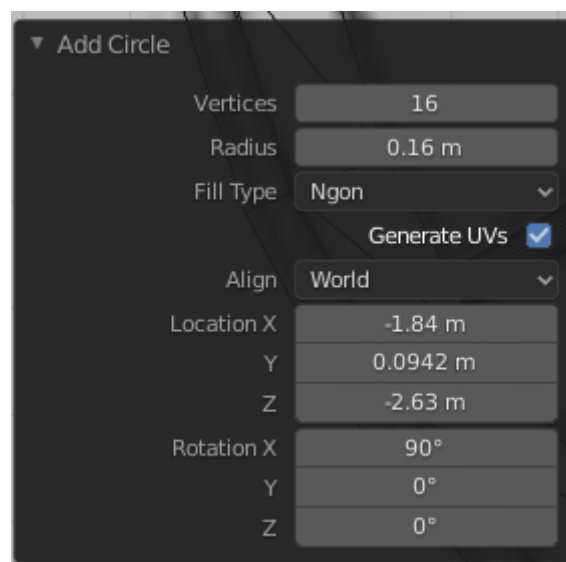 Add Circle
Vertices 16
Radius 0.16 m
Fill Type Ngon
Generate UVs
Align World
Location X -1.84 m
Y 0.0942 m
Z -2.63 m
Rotation X 90°
Y 0°
Z 0°